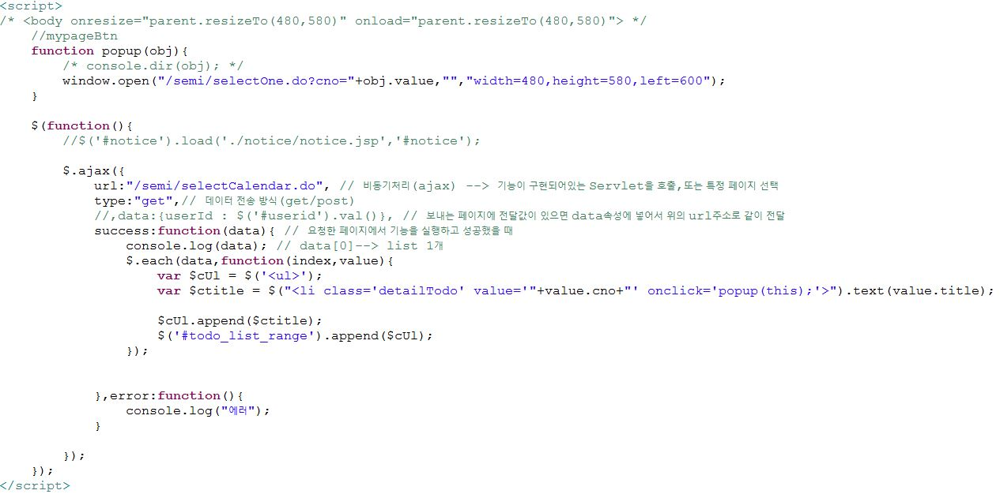 <script>
/* <body onresize="parent.resizeTo(480,580)" onload="parent.resizeTo(480,580)"> */
    //mypageBtn
    function popup(obj){
        /* console.dir(obj); */
        window.open("/semi/selectOne.do?cno="+obj.value,"","width=480,height=580,left=600");
    }

    $(function(){
        //$('#notice').load('./notice/notice.jsp','#notice');

        $.ajax({
            url:"/semi/selectCalendar.do", // 비동기처리(ajax) --> 기능이 구현되어있는 Servlet을 호출,또는 특정 페이지 선택
            type:"get",// 데이터 전송 방식(get/post)
            //,data:{userId : $('#userid').val()}, // 보내는 페이지에 전달값이 있으면 data속성에 넣어서 위의 url주소로 같이 전달
            success:function(data){ // 요청한 페이지에서 기능을 실행하고 성공했을 때
                console.log(data); // data[0]--> list 1개
                $.each(data,function(index,value){
                    var $cUl = $('<ul>');
                    var $ctitle = $("<li class='detailTodo' value='"+value.cno+"' onclick='popup(this);'>").text(value.title);

                    $cUl.append($ctitle);
                    $('#todo_list_range').append($cUl);
                });


            },error:function(){
                console.log("에러");
            }

        });
    });
</script>